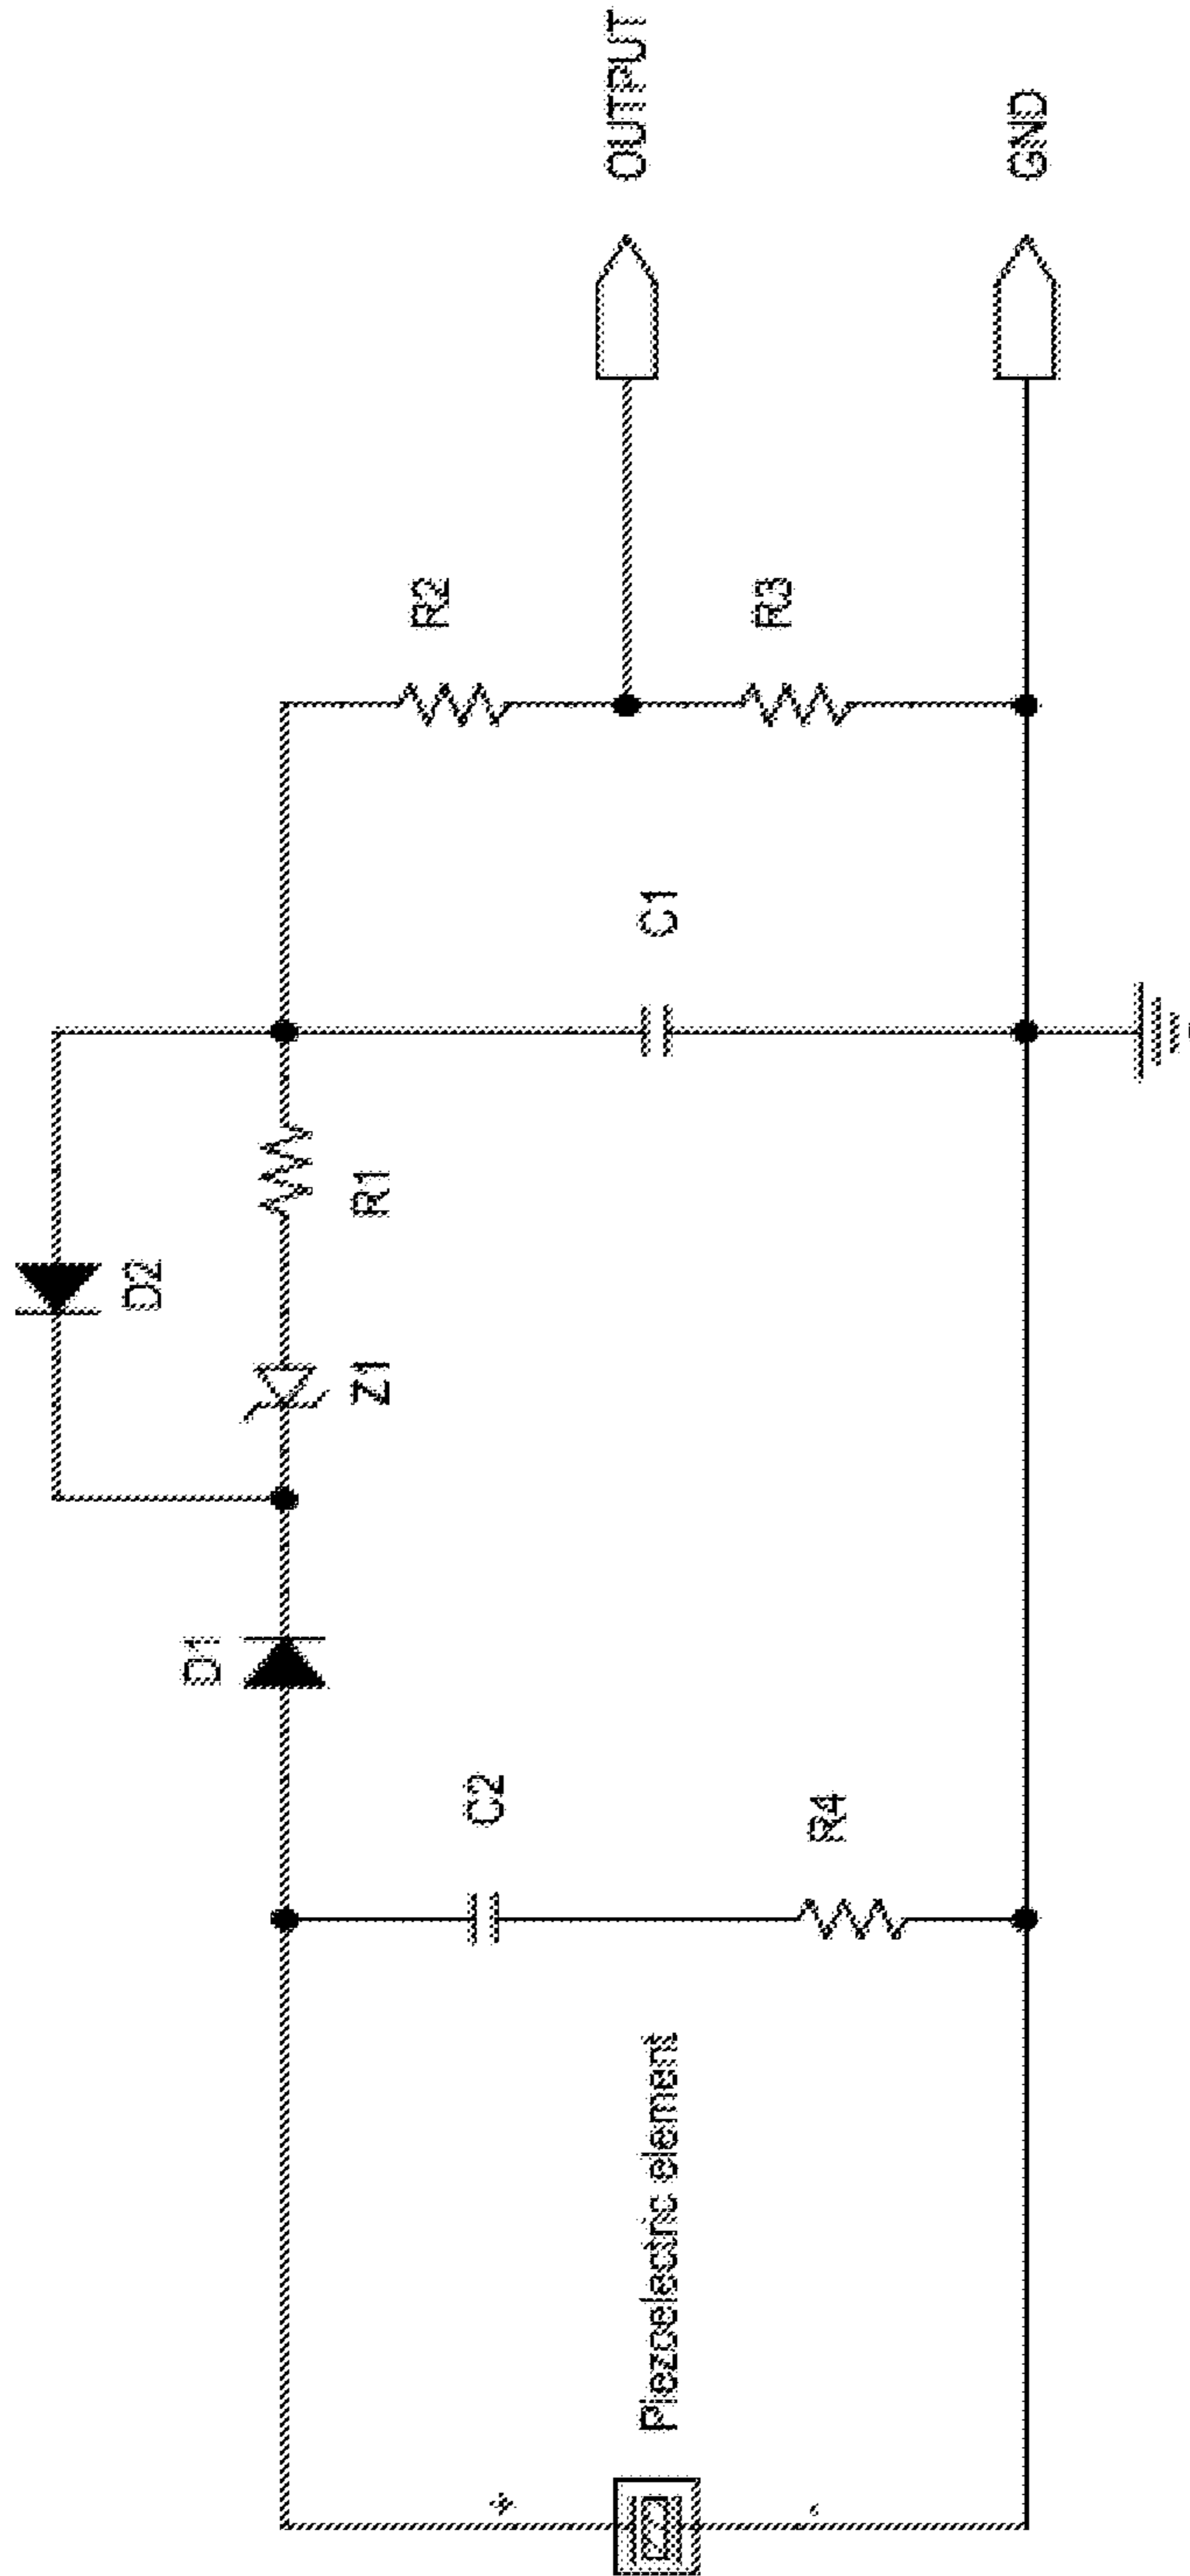 D2
D1
Z1
R1
C2
R4
Piezoelectric element
+
-
C1
R2
R3
OUTPUT
GND